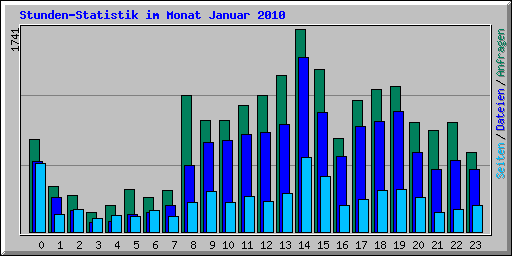 Stunden-Statistik im Monat Januar 2010
1741
Seiten/Dateien/Anfragen
0 1 2 3 4 5 6 7 8 9 10 11 12 13 14 15 16 17 18 19 20 21 22 23